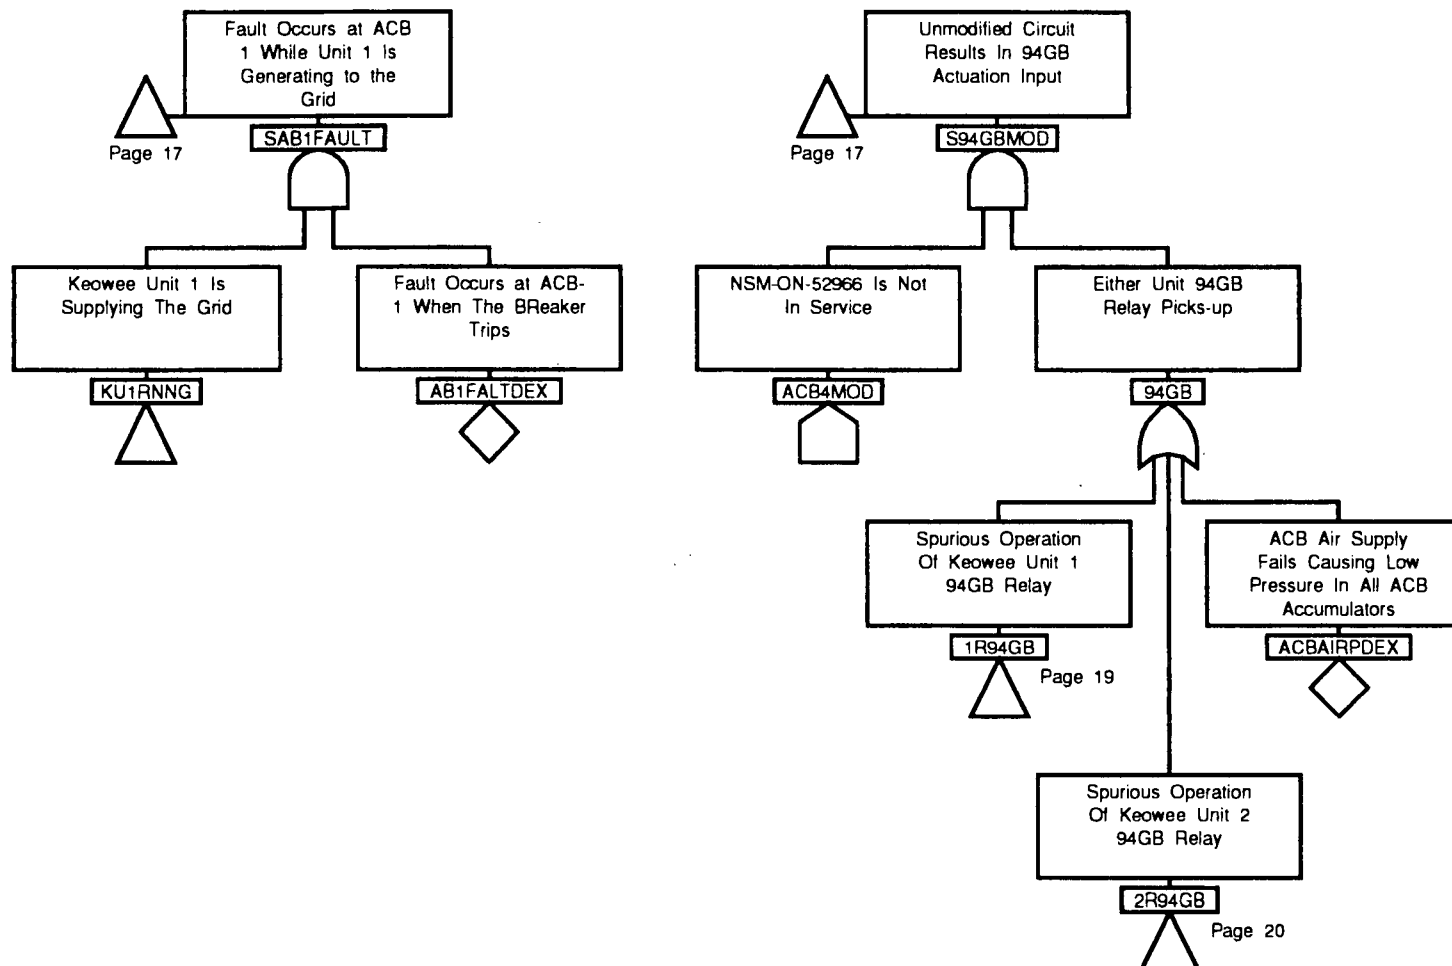 Fault Occurs at ACB
1 While Unit 1 Is
Generating to the
Grid
Page 17
SAB1FAULT
Keowee Unit 1 Is
Supplying The Grid
KU1RNNG
Fault Occurs at ACB-
1 When The BReaker
Trips
AB1FALTDEX
Unmodified Circuit
Results In 94GB
Actuation Input
Page 17
S94GBMOD
NSM-ON-52966 Is Not
In Service
ACB4MOD
Either Unit 94GB
Relay Picks-up
94GB
Spurious Operation
Of Keowee Unit 1
94GB Relay
1R94GB
Page 19
ACB Air Supply
Fails Causing Low
Pressure In All ACB
Accumulators
ACBAIRPDEX
Spurious Operation
Of Keowee Unit 2
94GB Relay
2R94GB
Page 20